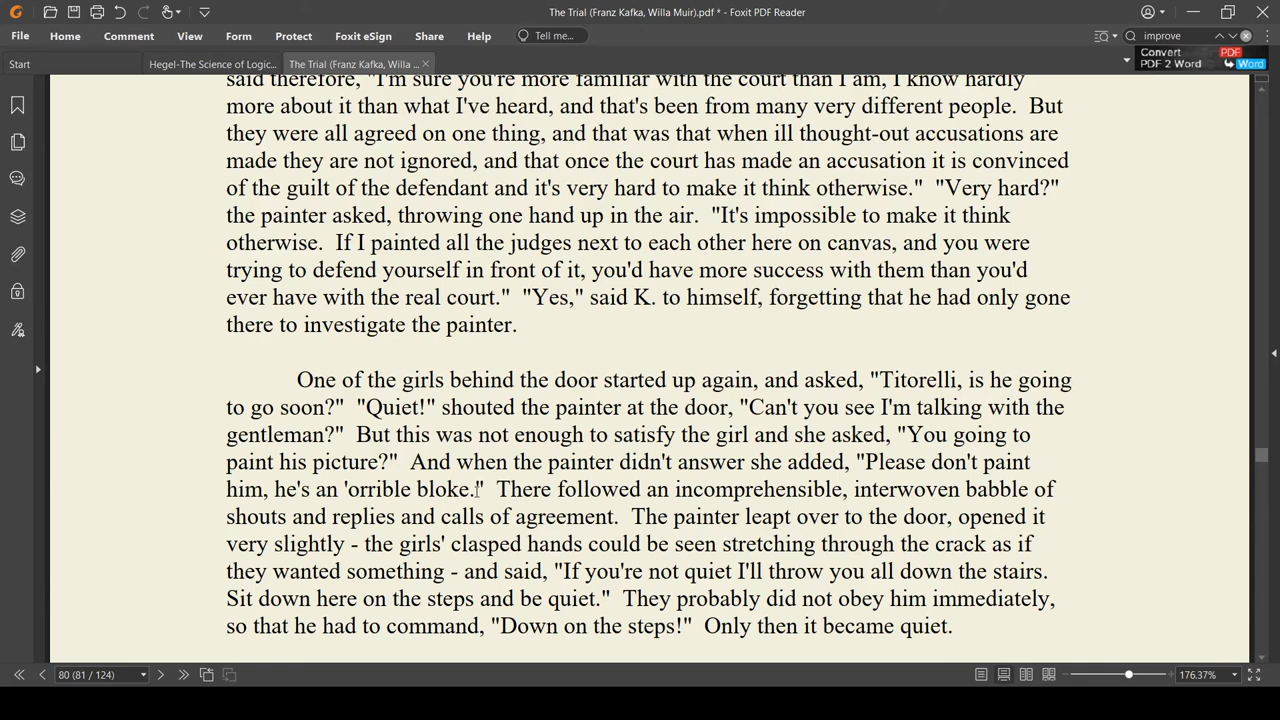 The Trial (Franz Kafka, Willa Muir).pdf * - Foxit PDF Reader
File Home Comment View Form Protect Foxit eSign Share Help Tell me... improve
Start Hegel-The Science of Logic... The Trial (Franz Kafka, Willa ... Convert PDF PDF 2 Word Word
said therefore, "I'm sure you're more familiar with the court than I am, I know hardly
more about it than what I've heard, and that's been from many very different people.  But
they were all agreed on one thing, and that was that when ill thought-out accusations are
made they are not ignored, and that once the court has made an accusation it is convinced
of the guilt of the defendant and it's very hard to make it think otherwise."  "Very hard?"
the painter asked, throwing one hand up in the air.  "It's impossible to make it think
otherwise.  If I painted all the judges next to each other here on canvas, and you were
trying to defend yourself in front of it, you'd have more success with them than you'd
ever have with the real court."  "Yes," said K. to himself, forgetting that he had only gone
there to investigate the painter.
One of the girls behind the door started up again, and asked, "Titorelli, is he going
to go soon?"  "Quiet!" shouted the painter at the door, "Can't you see I'm talking with the
gentleman?"  But this was not enough to satisfy the girl and she asked, "You going to
paint his picture?"  And when the painter didn't answer she added, "Please don't paint
him, he's an 'orrible bloke."  There followed an incomprehensible, interwoven babble of
shouts and replies and calls of agreement.  The painter leapt over to the door, opened it
very slightly - the girls' clasped hands could be seen stretching through the crack as if
they wanted something - and said, "If you're not quiet I'll throw you all down the stairs.
Sit down here on the steps and be quiet."  They probably did not obey him immediately,
so that he had to command, "Down on the steps!"  Only then it became quiet.
80 (81 / 124) 176.37%